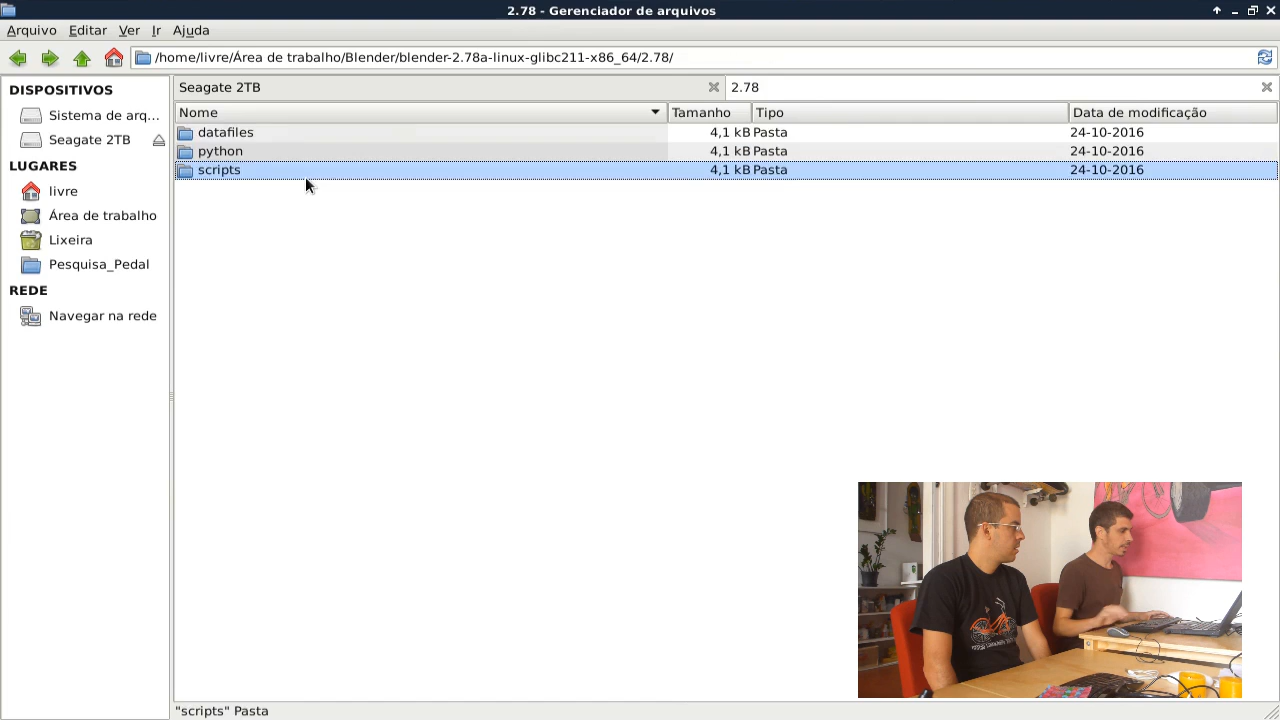 2.78 - Gerenciador de arquivos
Arquivo Editar Ver Ir Ajuda
/home/livre/Área de trabalho/Blender/blender-2.78a-linux-glibc211-x86_64/2.78/
DISPOSITIVOS
Sistema de arq...
Seagate 2TB
LUGARES
livre
Área de trabalho
Lixeira
Pesquisa_Pedal
REDE
Navegar na rede
Seagate 2TB 2.78
Nome Tamanho Tipo Data de modificação
datafiles 4,1 kB Pasta 24-10-2016
python 4,1 kB Pasta 24-10-2016
scripts 4,1 kB Pasta 24-10-2016
"scripts" Pasta